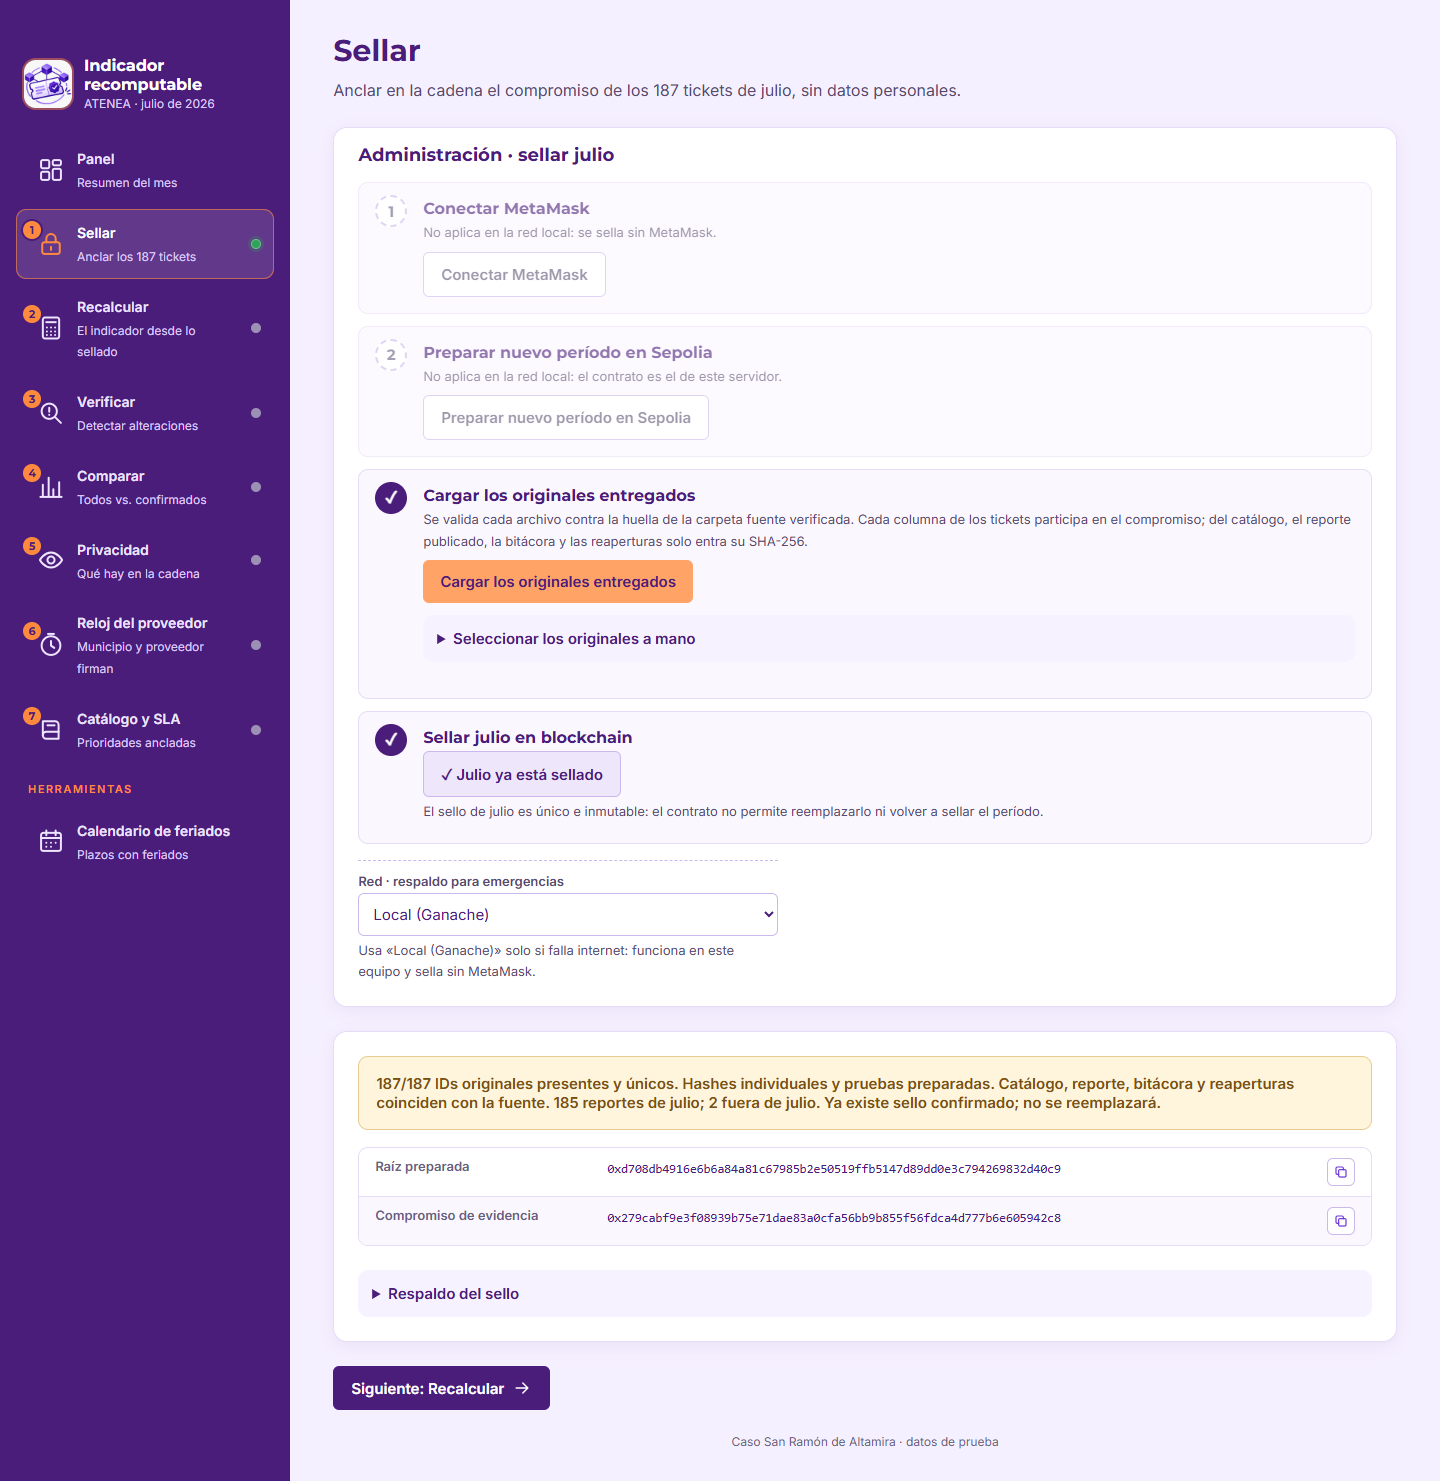 Indicador
recomputable
ATENEA · julio de 2026
Panel
Resumen del mes
1
Sellar
Anclar los 187 tickets
2
Recalcular
El indicador desde lo
sellado
3
Verificar
Detectar alteraciones
4
Comparar
Todos vs. confirmados
5
Privacidad
Qué hay en la cadena
6
Reloj del proveedor
Municipio y proveedor
firman
7
Catálogo y SLA
Prioridades ancladas
HERRAMIENTAS
Calendario de feriados
Plazos con feriados
Sellar
Anclar en la cadena el compromiso de los 187 tickets de julio, sin datos personales.
Administración · sellar julio
1
Conectar MetaMask
No aplica en la red local: se sella sin MetaMask.
Conectar MetaMask
2
Preparar nuevo período en Sepolia
No aplica en la red local: el contrato es el de este servidor.
Preparar nuevo período en Sepolia
✓
Cargar los originales entregados
Se valida cada archivo contra la huella de la carpeta fuente verificada. Cada columna de los tickets participa en el compromiso; del catálogo, el reporte
publicado, la bitácora y las reaperturas solo entra su SHA-256.
Cargar los originales entregados
▶ Seleccionar los originales a mano
✓
Sellar julio en blockchain
✓ Julio ya está sellado
El sello de julio es único e inmutable: el contrato no permite reemplazarlo ni volver a sellar el período.
Red · respaldo para emergencias
Local (Ganache)
Usa «Local (Ganache)» solo si falla internet: funciona en este
equipo y sella sin MetaMask.
187/187 IDs originales presentes y únicos. Hashes individuales y pruebas preparadas. Catálogo, reporte, bitácora y reaperturas
coinciden con la fuente. 185 reportes de julio; 2 fuera de julio. Ya existe sello confirmado; no se reemplazará.
Raíz preparada
0xd708db4916e6b6a84a81c67985b2e50519ffb5147d89dd0e3c794269832d40c9
Compromiso de evidencia
0x279cabf9e3f08939b75e71dae83a0cfa56bb9b855f56fdca4d777b6e605942c8
▶ Respaldo del sello
Siguiente: Recalcular →
Caso San Ramón de Altamira · datos de prueba